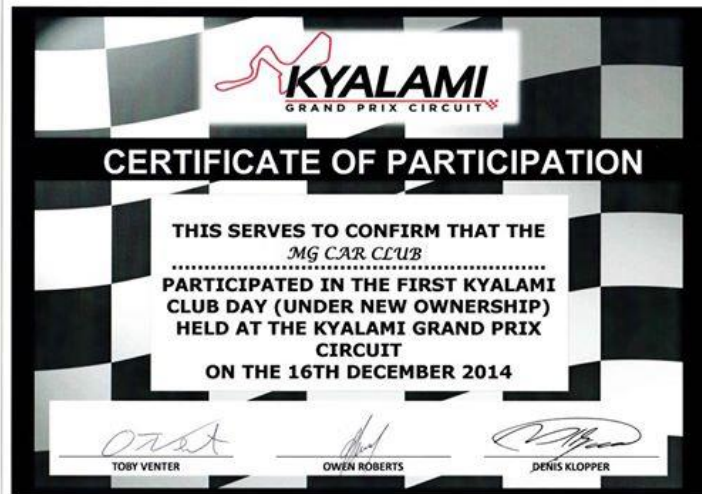 KYALAMI
GRAND PRIX CIRCUIT
CERTIFICATE OF PARTICIPATION
THIS SERVES TO CONFIRM THAT THE
MG CAR CLUB
PARTICIPATED IN THE FIRST KYALAMI
CLUB DAY (UNDER NEW OWNERSHIP)
HELD AT THE KYALAMI GRAND PRIX
CIRCUIT
ON THE 16TH DECEMBER 2014
TOBY VENTER
OWEN ROBERTS
DENIS KLOPPER